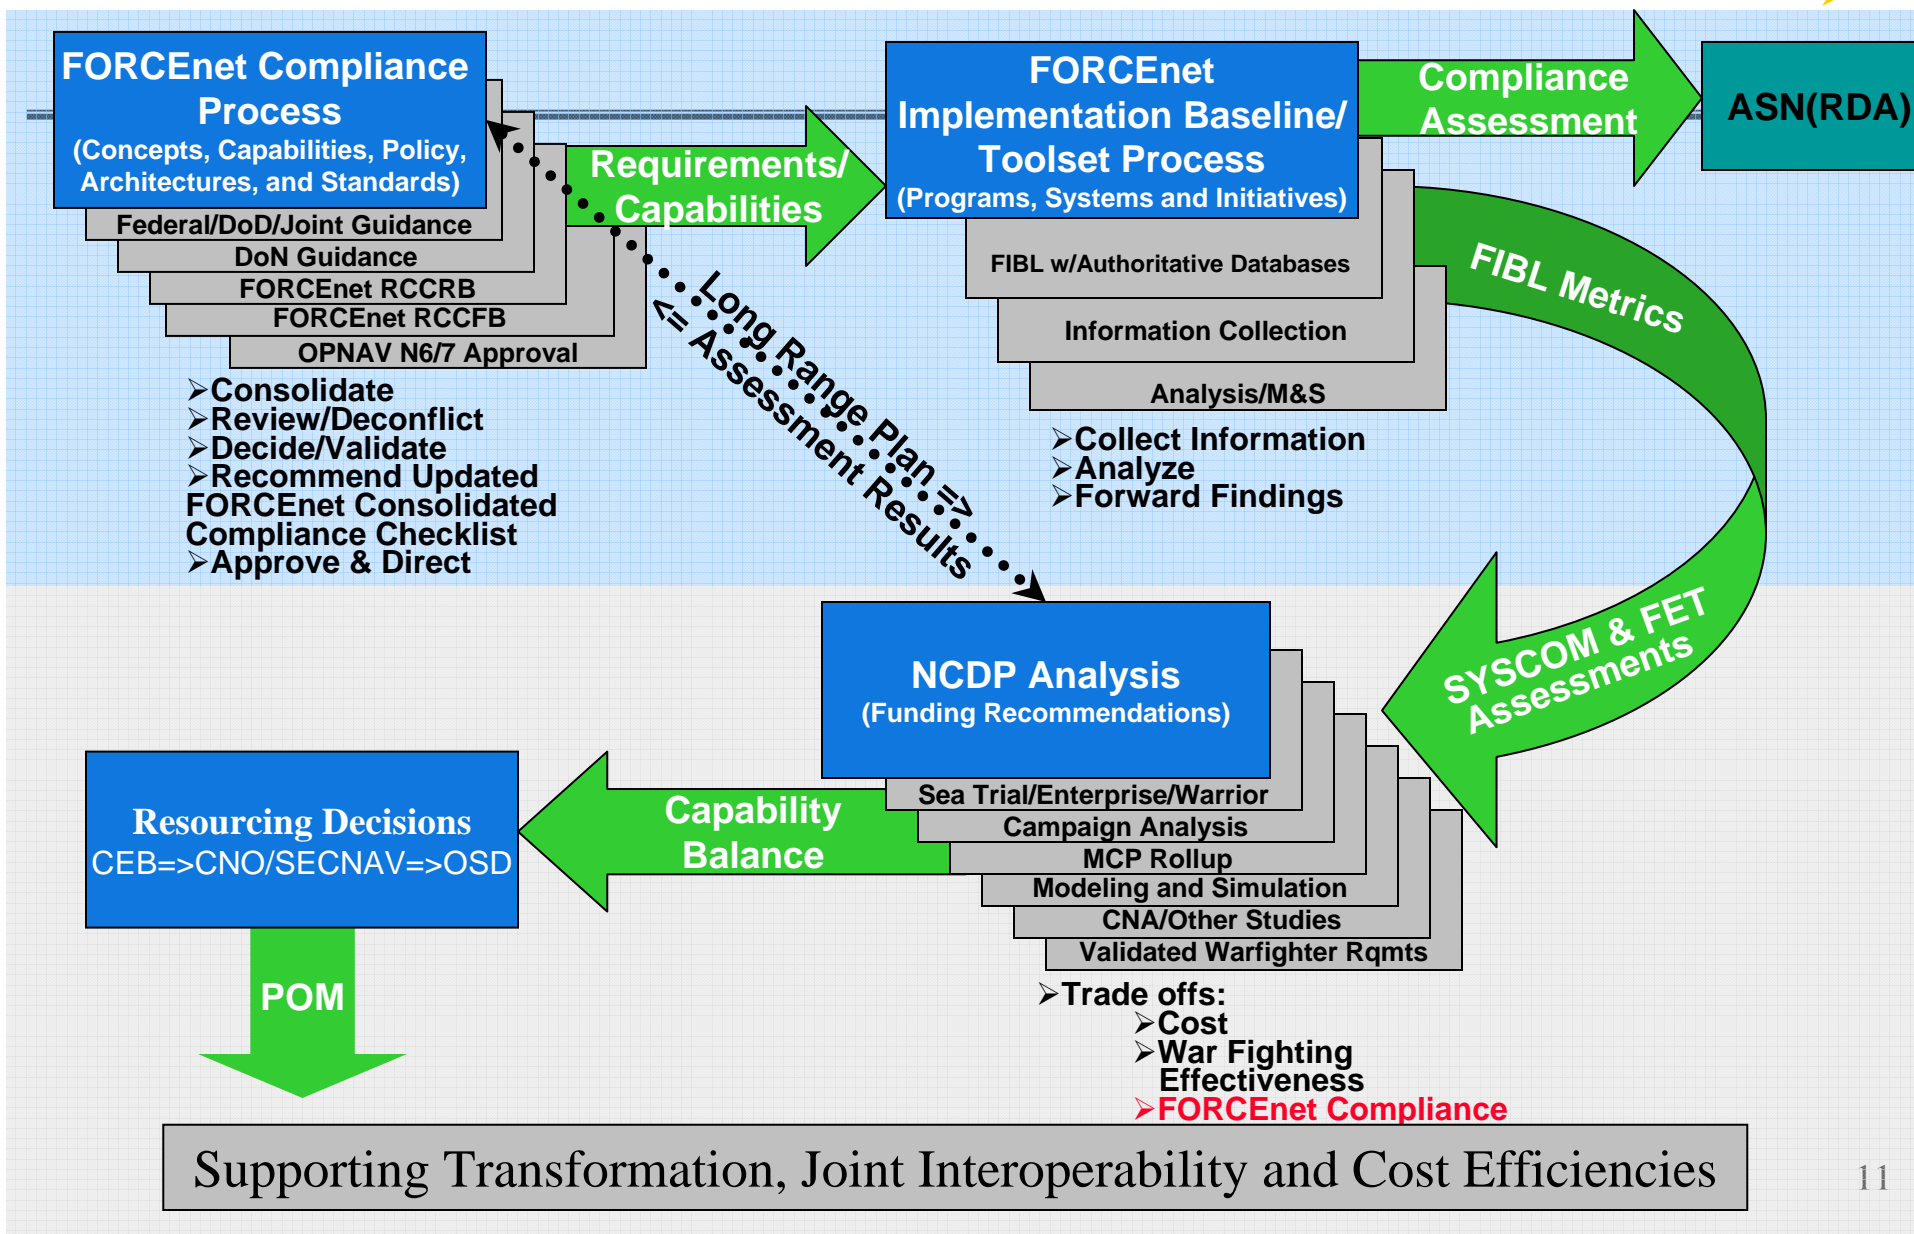 FORCEnet Compliance
Process
(Concepts, Capabilities, Policy,
Architectures, and Standards)
Federal/DoD/Joint Guidance
DoN Guidance
FORCEnet RCCRB
FORCEnet RCCFB
OPNAV N6/7 Approval
➢Consolidate
➢Review/Deconflict
➢Decide/Validate
➢Recommend Updated
FORCEnet Consolidated
Compliance Checklist
➢Approve & Direct
Requirements/
Capabilities
FORCEnet
Implementation Baseline/
Toolset Process
(Programs, Systems and Initiatives)
FIBL w/Authoritative Databases
Information Collection
Analysis/M&S
➢Collect Information
➢Analyze
➢Forward Findings
Compliance
Assessment
ASN(RDA)
Long Range Plan =>
<= Assessment Results
FIBL Metrics
SYSCOM & FET
Assessments
NCDP Analysis
(Funding Recommendations)
Sea Trial/Enterprise/Warrior
Campaign Analysis
MCP Rollup
Modeling and Simulation
CNA/Other Studies
Validated Warfighter Rqmts
➢Trade offs:
➢Cost
➢War Fighting
Effectiveness
➢FORCEnet Compliance
Capability
Balance
Resourcing Decisions
CEB=>CNO/SECNAV=>OSD
POM
Supporting Transformation, Joint Interoperability and Cost Efficiencies
11